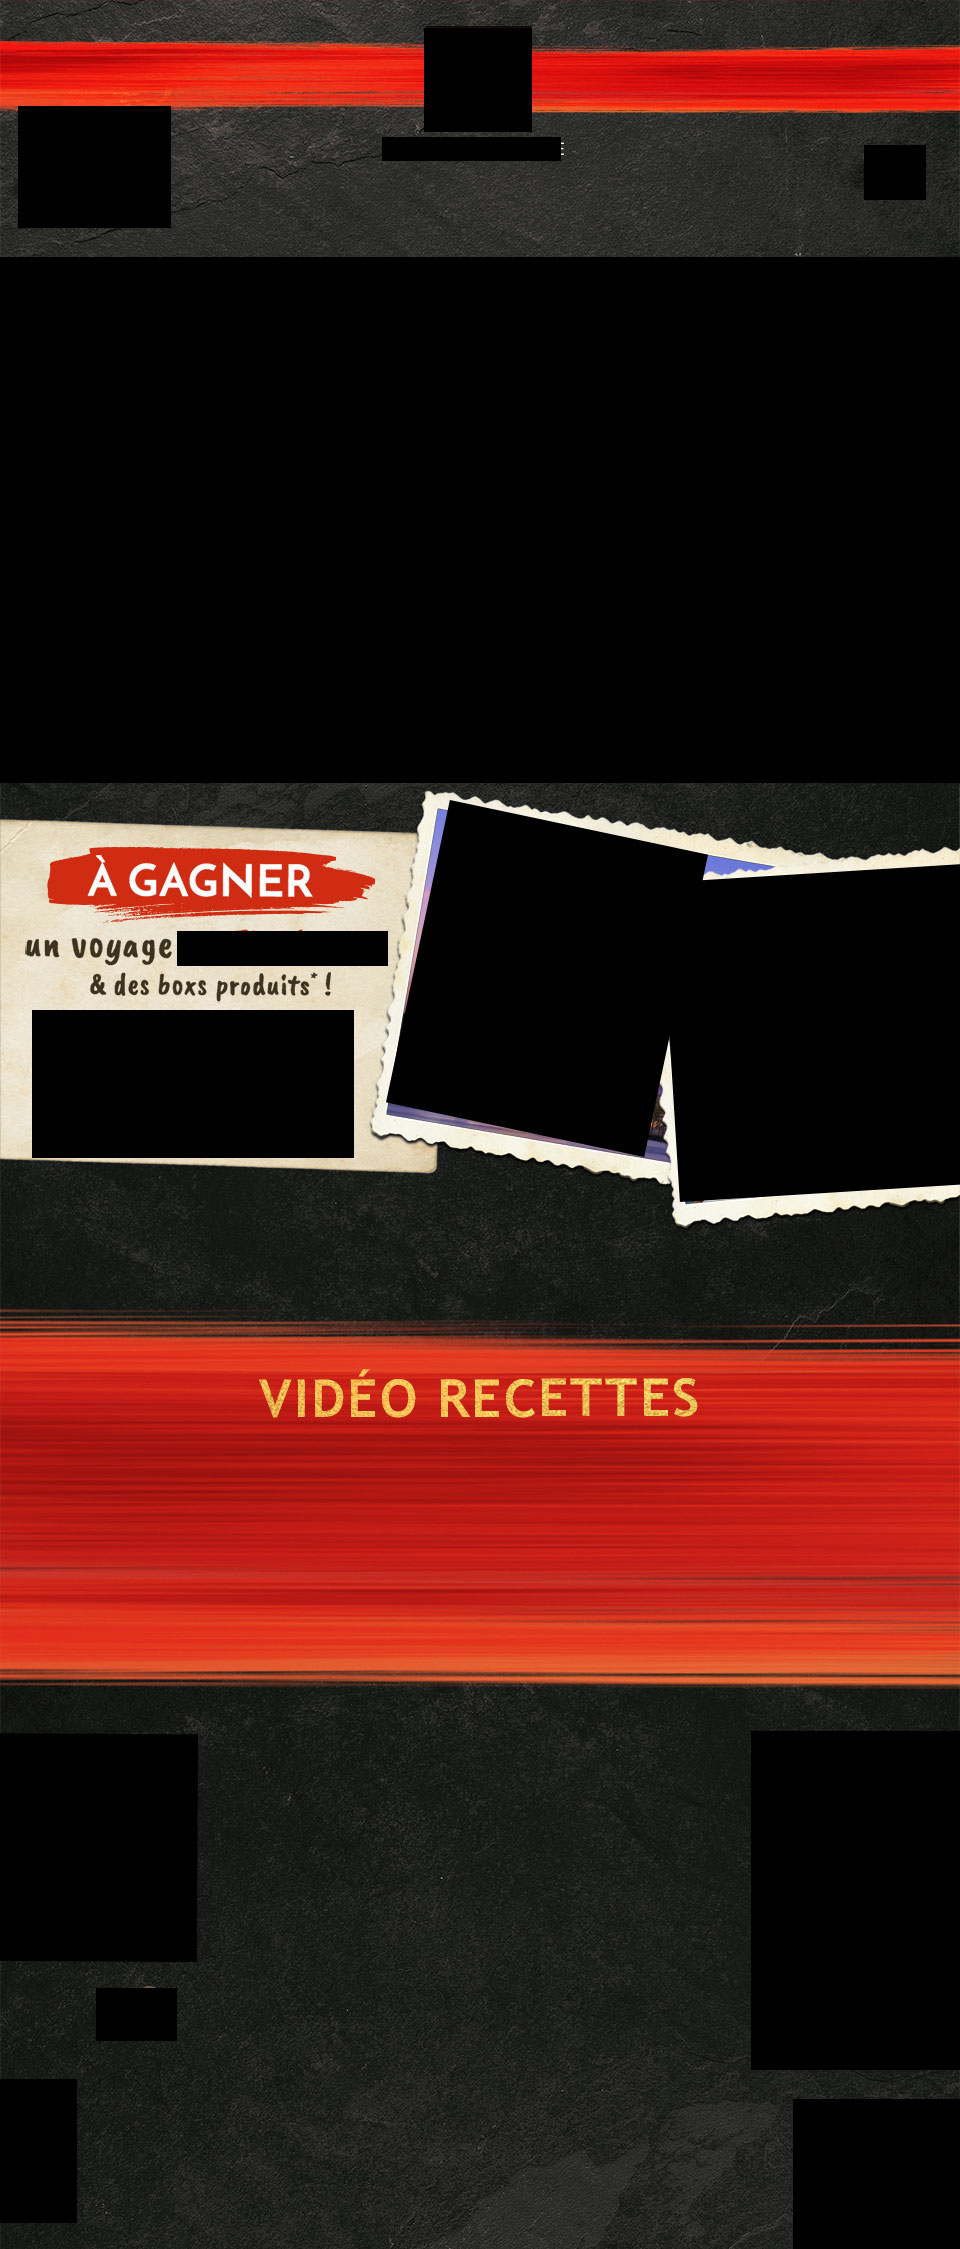 À GAGNER
un voyage
& des boxs produits* !
VIDÉO RECETTES